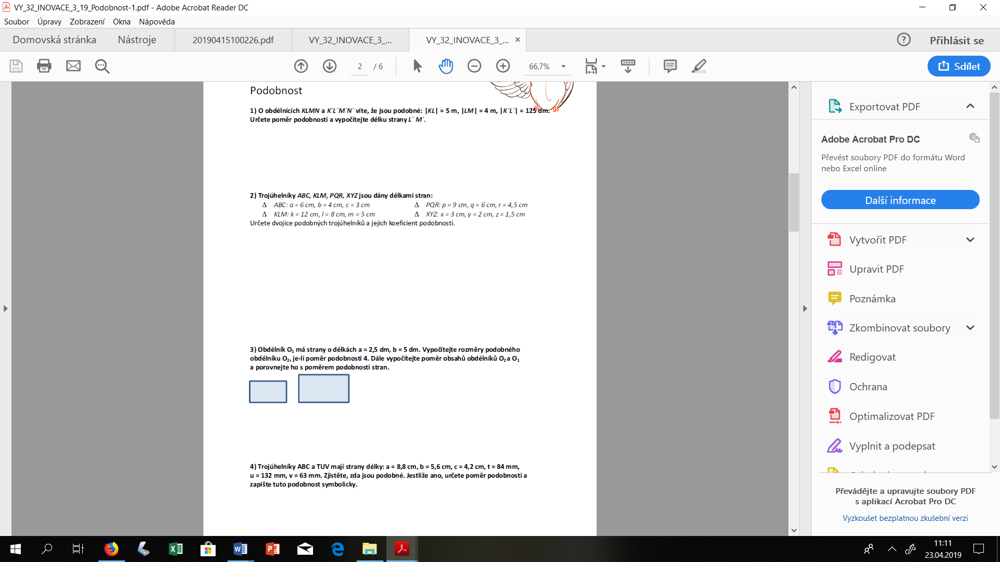 VY_32_INOVACE_3_19_Podobnost-1.pdf - Adobe Acrobat Reader DC
Soubor Úpravy Zobrazení Okna Nápověda
Domovská stránka Nástroje 20190415100226.pdf VY_32_INOVACE_3_... VY_32_INOVACE_3_... × Přihlásit se
2 / 6 66,7% Sdílet
Podobnost
1) O obdélnících KLMN a K´L´M´N´ víte, že jsou podobné: |KL| = 5 m, |LM| = 4 m, |K´L´| = 125 dm.
Určete poměr podobnosti a vypočítejte délku strany L´ M´.
2) Trojúhelníky ABC, KLM, PQR, XYZ jsou dány délkami stran:
Δ ABC: a = 6 cm, b = 4 cm, c = 3 cm Δ PQR: p = 9 cm, q = 6 cm, r = 4,5 cm
Δ KLM: k = 12 cm, l = 8 cm, m = 5 cm Δ XYZ: x = 3 cm, y = 2 cm, z = 1,5 cm
Určete dvojice podobných trojúhelníků a jejich koeficient podobnosti.
3) Obdélník O₁ má strany o délkách a = 2,5 dm, b = 5 dm. Vypočítejte rozměry podobného
obdélníku O₂, je-li poměr podobnosti 4. Dále vypočítejte poměr obsahů obdélníků O₂ a O₁
a porovnejte ho s poměrem podobnosti stran.
4) Trojúhelníky ABC a TUV mají strany délky: a = 8,8 cm, b = 5,6 cm, c = 4,2 cm, t = 84 mm,
u = 132 mm, v = 63 mm. Zjistěte, zda jsou podobné. Jestliže ano, určete poměr podobnosti a
zapište tuto podobnost symbolicky.
Exportovat PDF
Adobe Acrobat Pro DC
Převést soubory PDF do formátu Word
nebo Excel online
Další informace
Vytvořit PDF
Upravit PDF
Poznámka
Zkombinovat soubory
Redigovat
Ochrana
Optimalizovat PDF
Vyplnit a podepsat
Převádějte a upravujte soubory PDF
s aplikací Acrobat Pro DC
Vyzkoušet bezplatnou zkušební verzi
11:11
23.04.2019